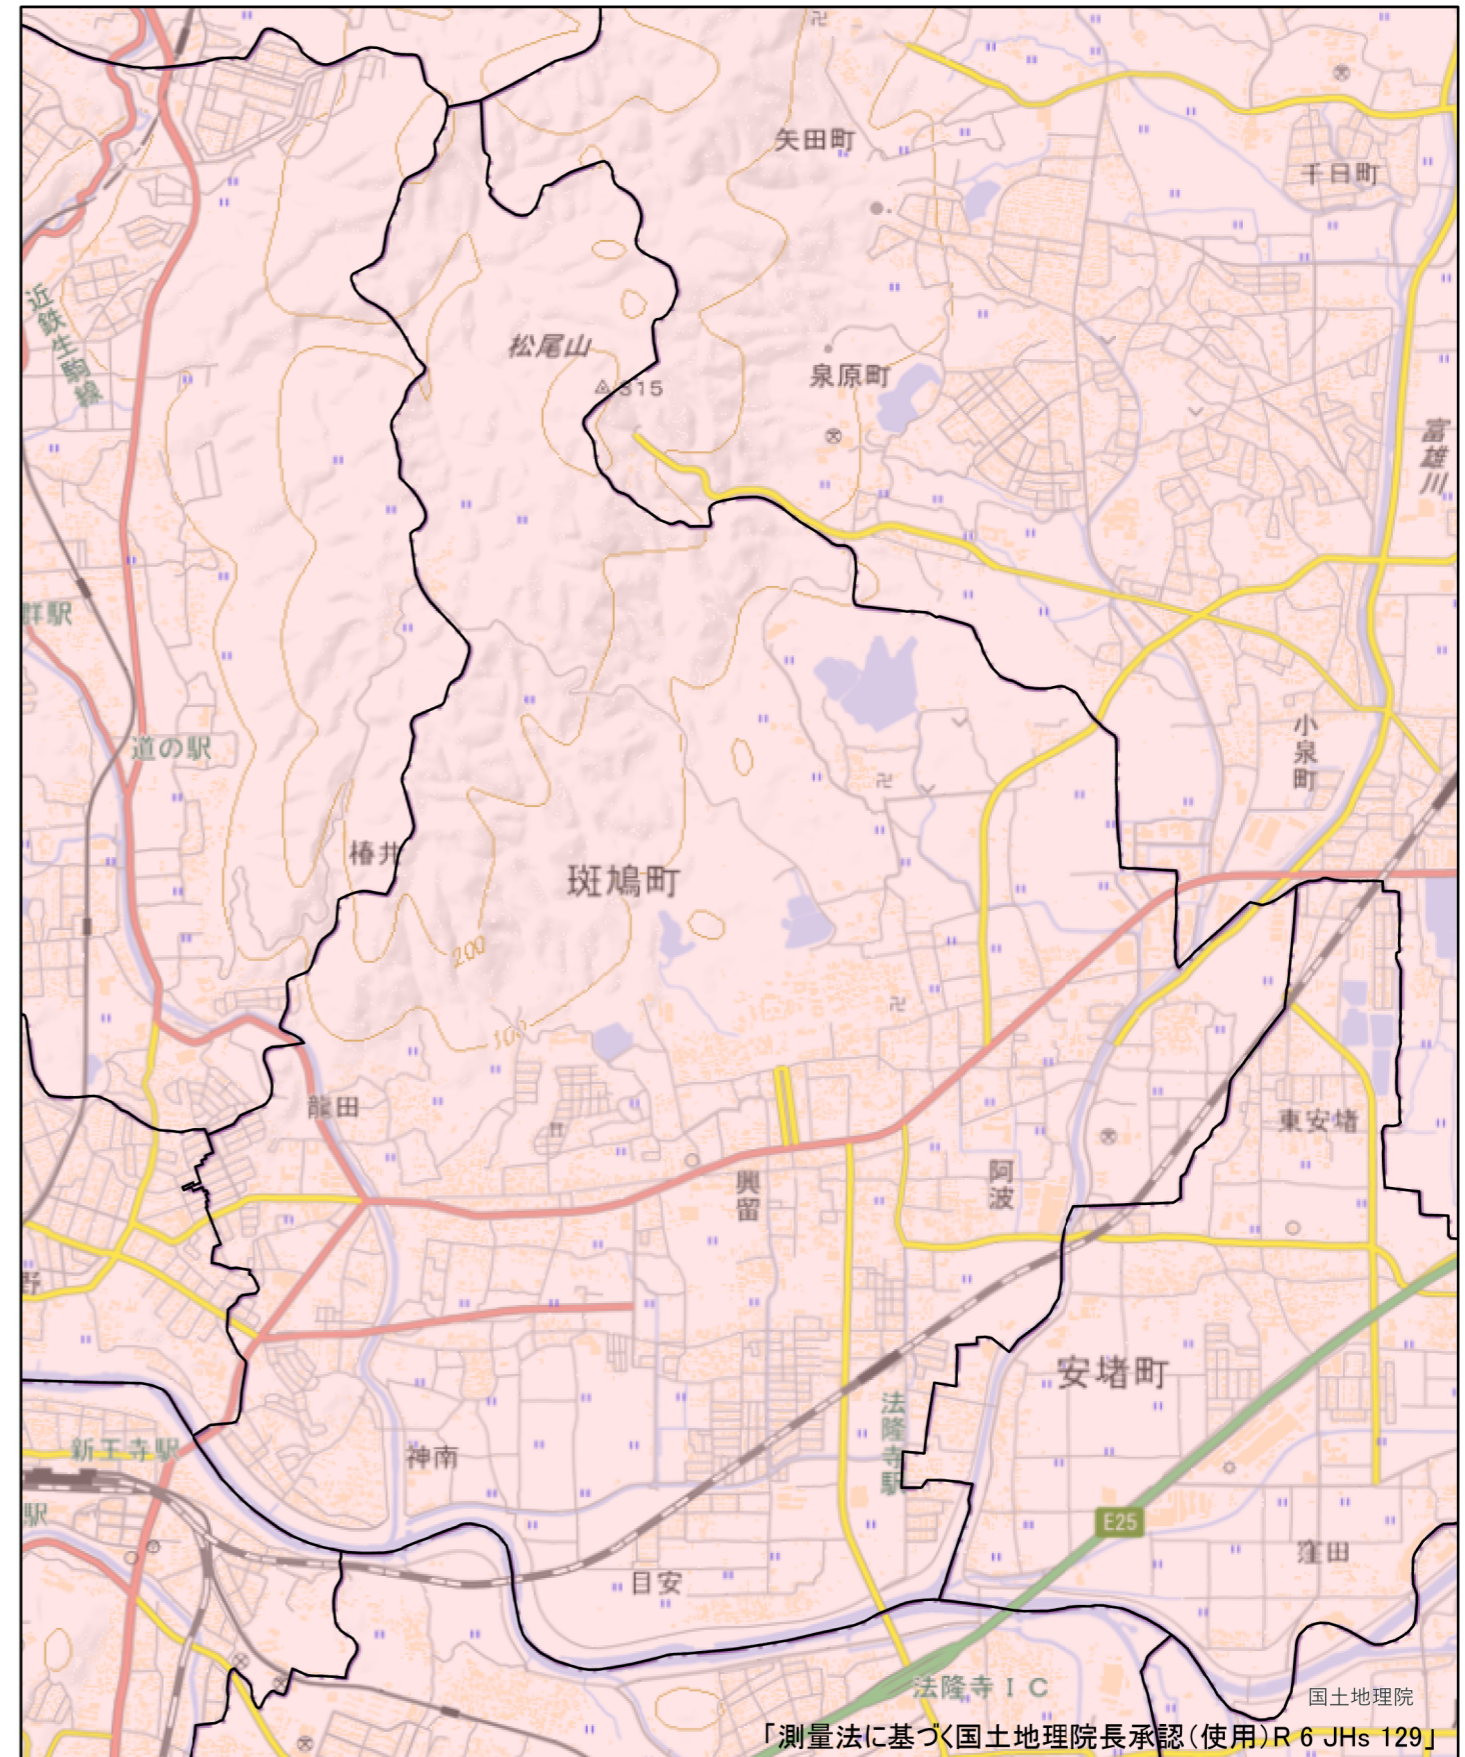 矢田町
千日町
近鉄生駒線
松尾山
315
泉原町
富雄川
群駅
道の駅
小泉町
椿井
斑鳩町
200
100
龍田
東安堵
興留
阿波
野
安堵町
法隆寺駅
新王寺駅
神南
駅
E25
窪田
目安
法隆寺IC
国土地理院
「測量法に基づく国土地理院長承認(使用)R 6 JHs 129」